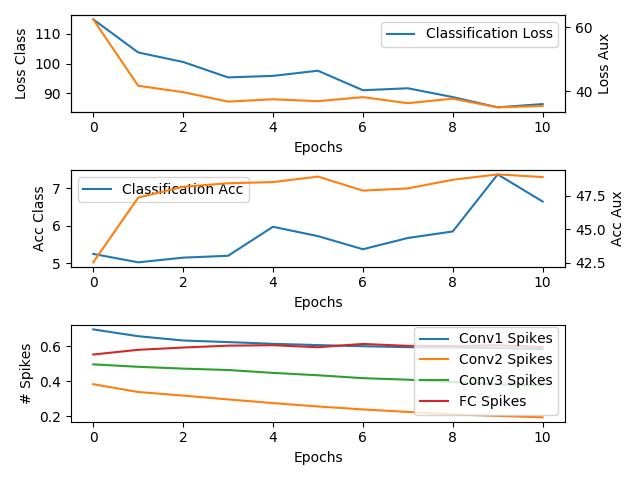 Classification Loss
Loss Class
Loss Aux
110
100
90
60
40
0 2 4 6 8 10
Epochs
Classification Acc
Acc Class
Acc Aux
7
6
5
47.5
45.0
42.5
0 2 4 6 8 10
Epochs
Conv1 Spikes
Conv2 Spikes
Conv3 Spikes
FC Spikes
# Spikes
0.6
0.4
0.2
0 2 4 6 8 10
Epochs